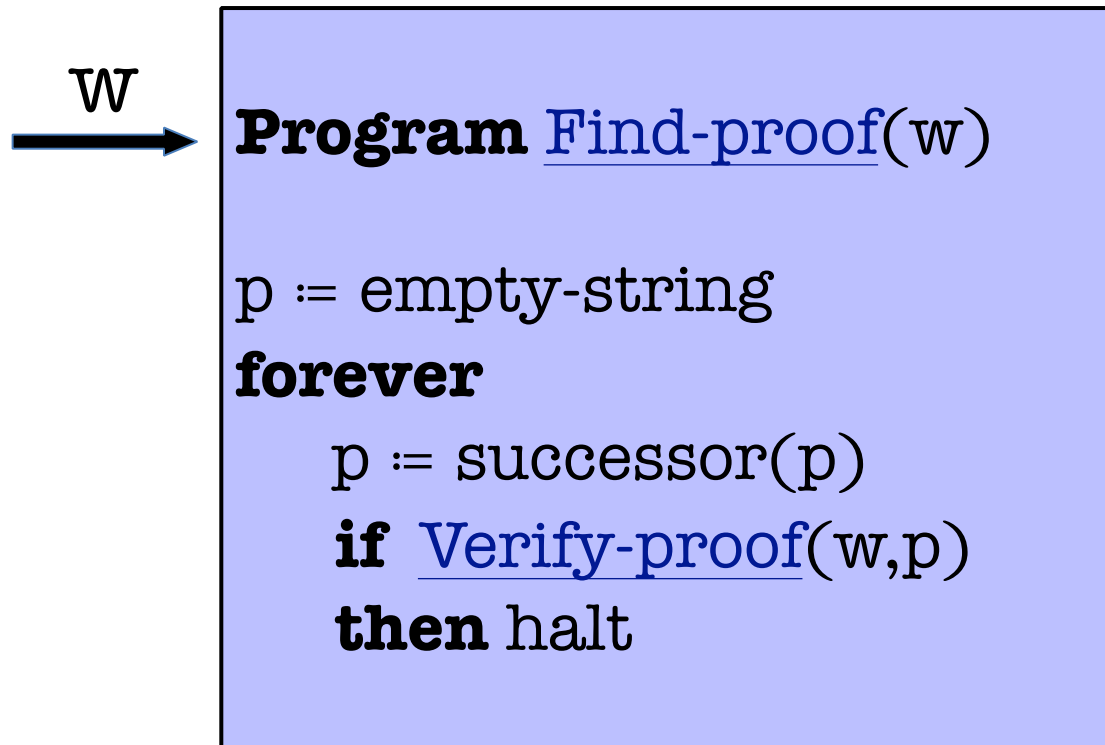 w
Program Find-proof(w)
p := empty-string
forever
p := successor(p)
if Verify-proof(w,p)
then halt